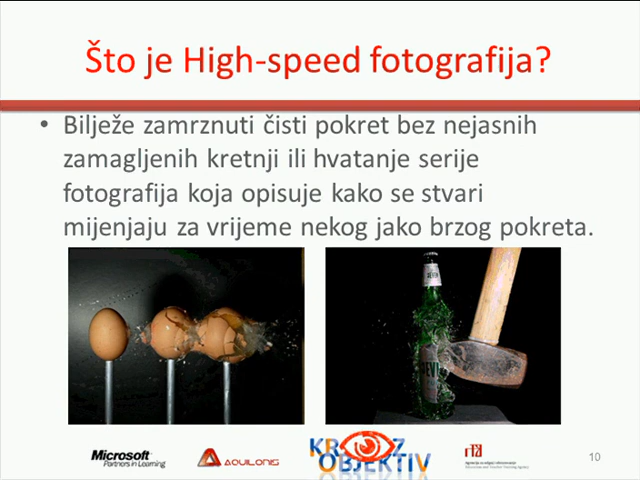 Što je High-speed fotografija?
• Bilježe zamrznuti čisti pokret bez nejasnih
zamagljenih kretnji ili hvatanje serije
fotografija koja opisuje kako se stvari
mijenjaju za vrijeme nekog jako brzog pokreta.
Microsoft
Partners in Learning
AQUILONIS
KROZ
OBJEKTIV
10